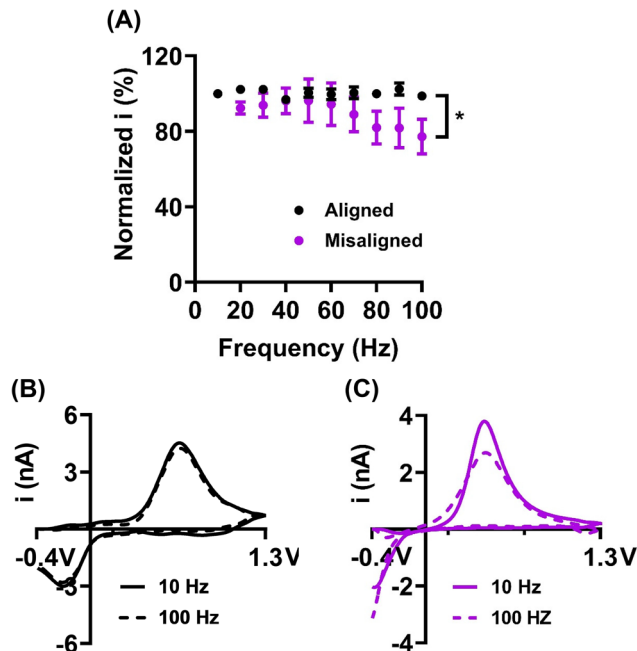 (A)
Normalized i (%)
120
80
40
0
*
Aligned
Misaligned
0 20 40 60 80 100
Frequency (Hz)
(B)
i (nA)
6
3
-3
-6
-0.4V
1.3V
10 Hz
100 Hz
(C)
i (nA)
4
2
-2
-4
-0.4V
1.3V
10 Hz
100 HZ